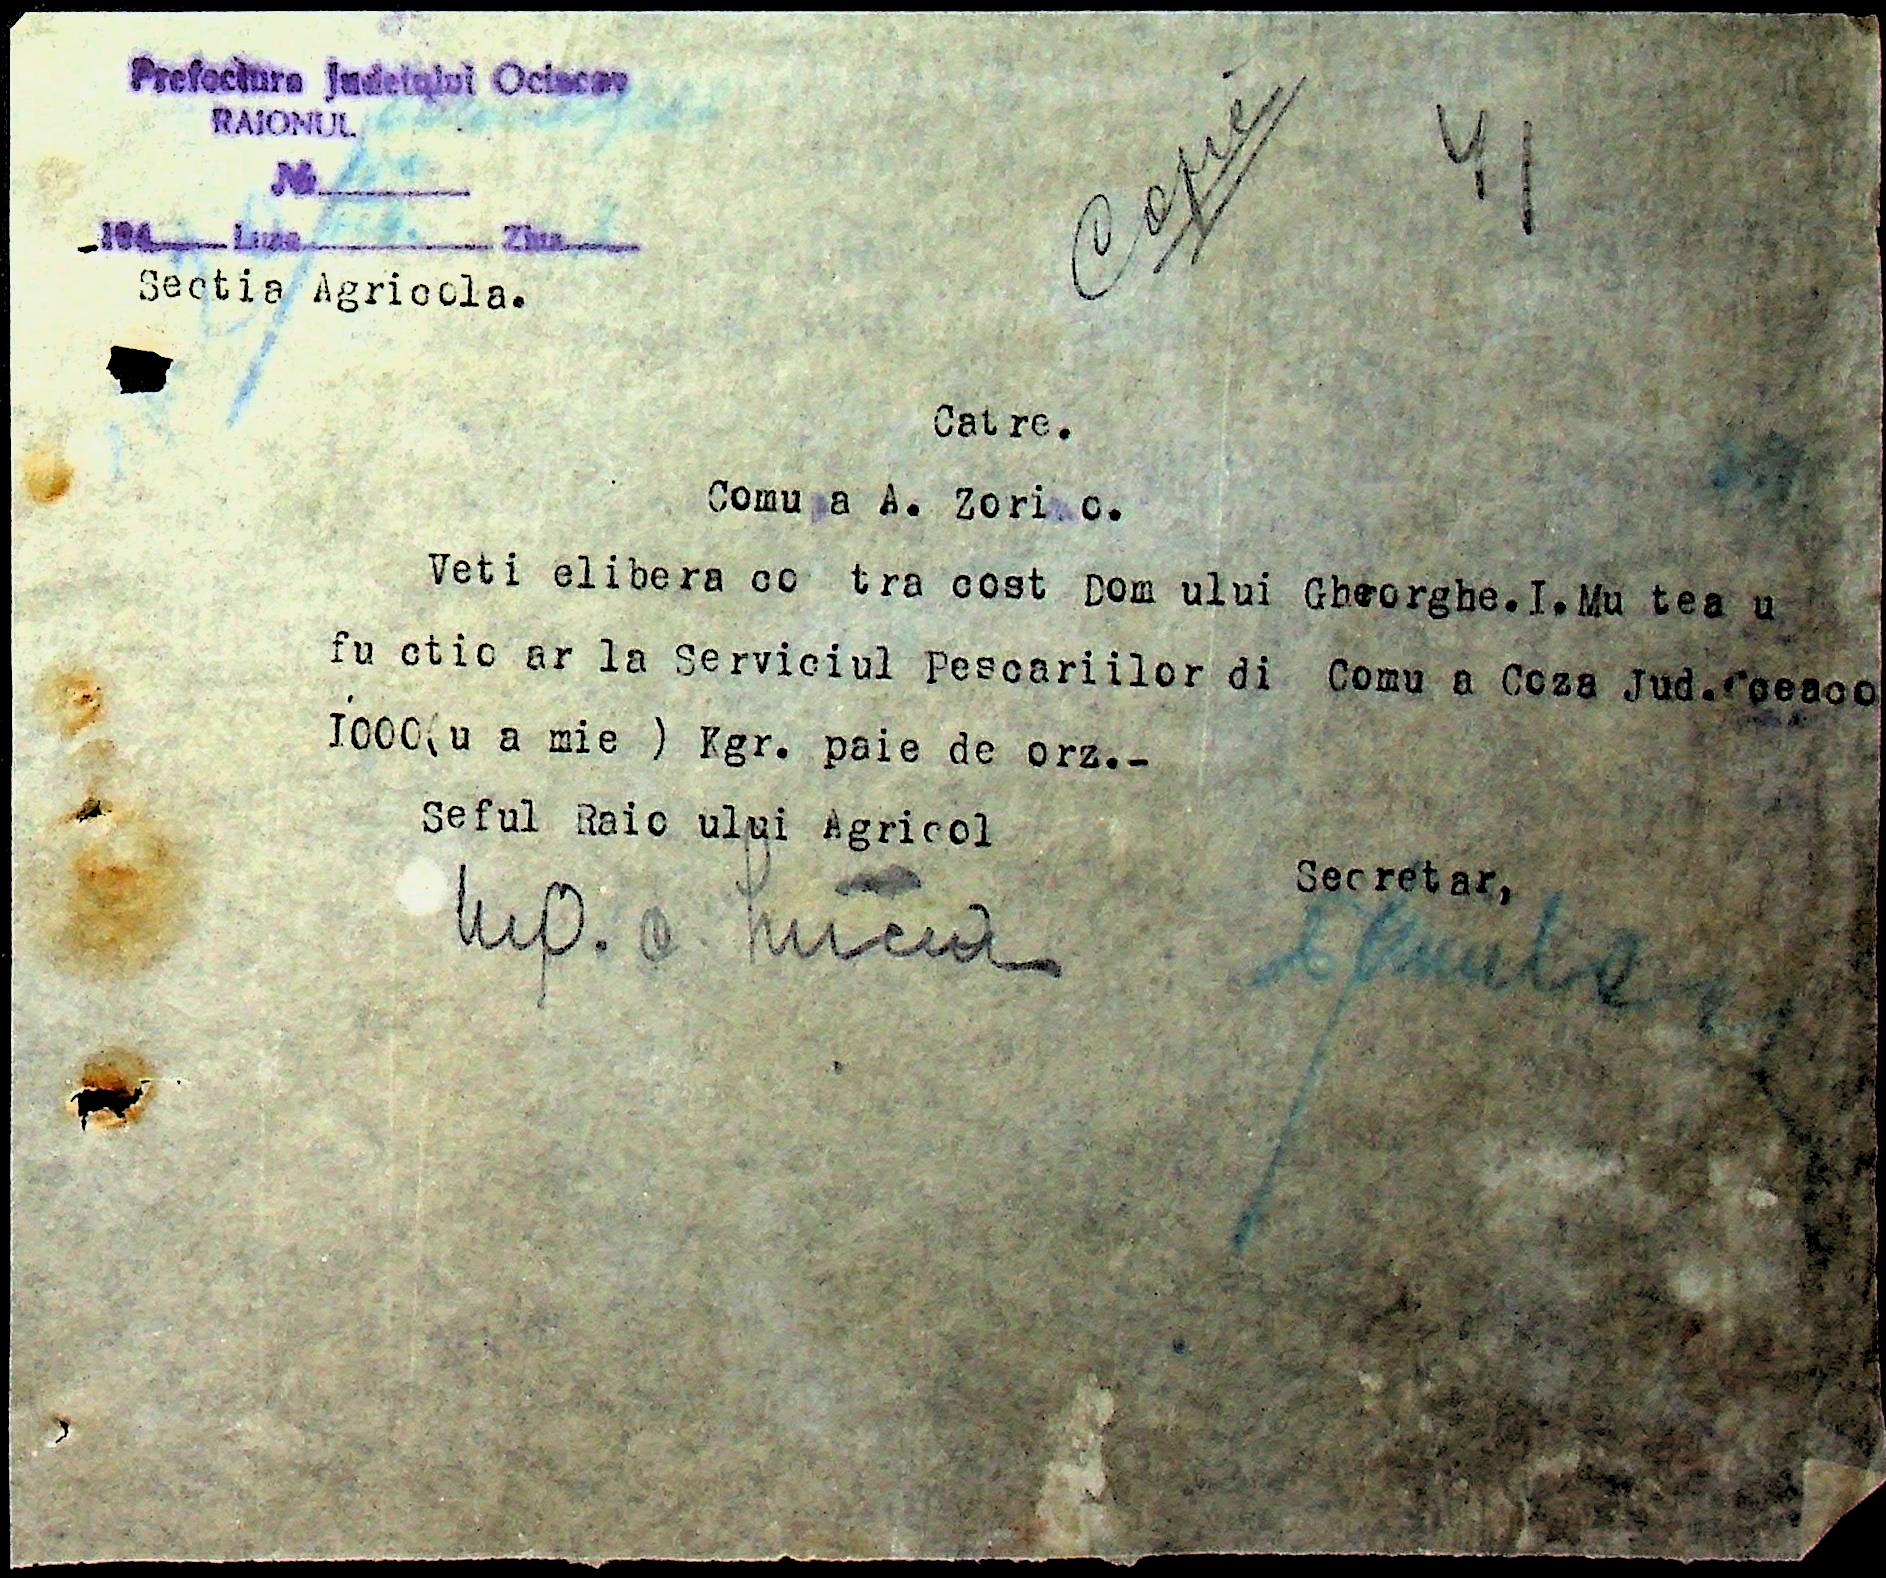 Prefectura Judeţului Ociacov
RAIONUL
№
194 Luna Ziua
Sectia Agricola.
Copie
41
Catre.
Comu a A. Zori c.
Veti elibera co tra cost Dom ului Gheorghe.I.Mu tea u
fu ctio ar la Serviciul Pescariilor di Comu a Coza Jud.
I000(u a mie ) Kgr. paie de orz.-
Seful Raio ului Agricol
Secretar,